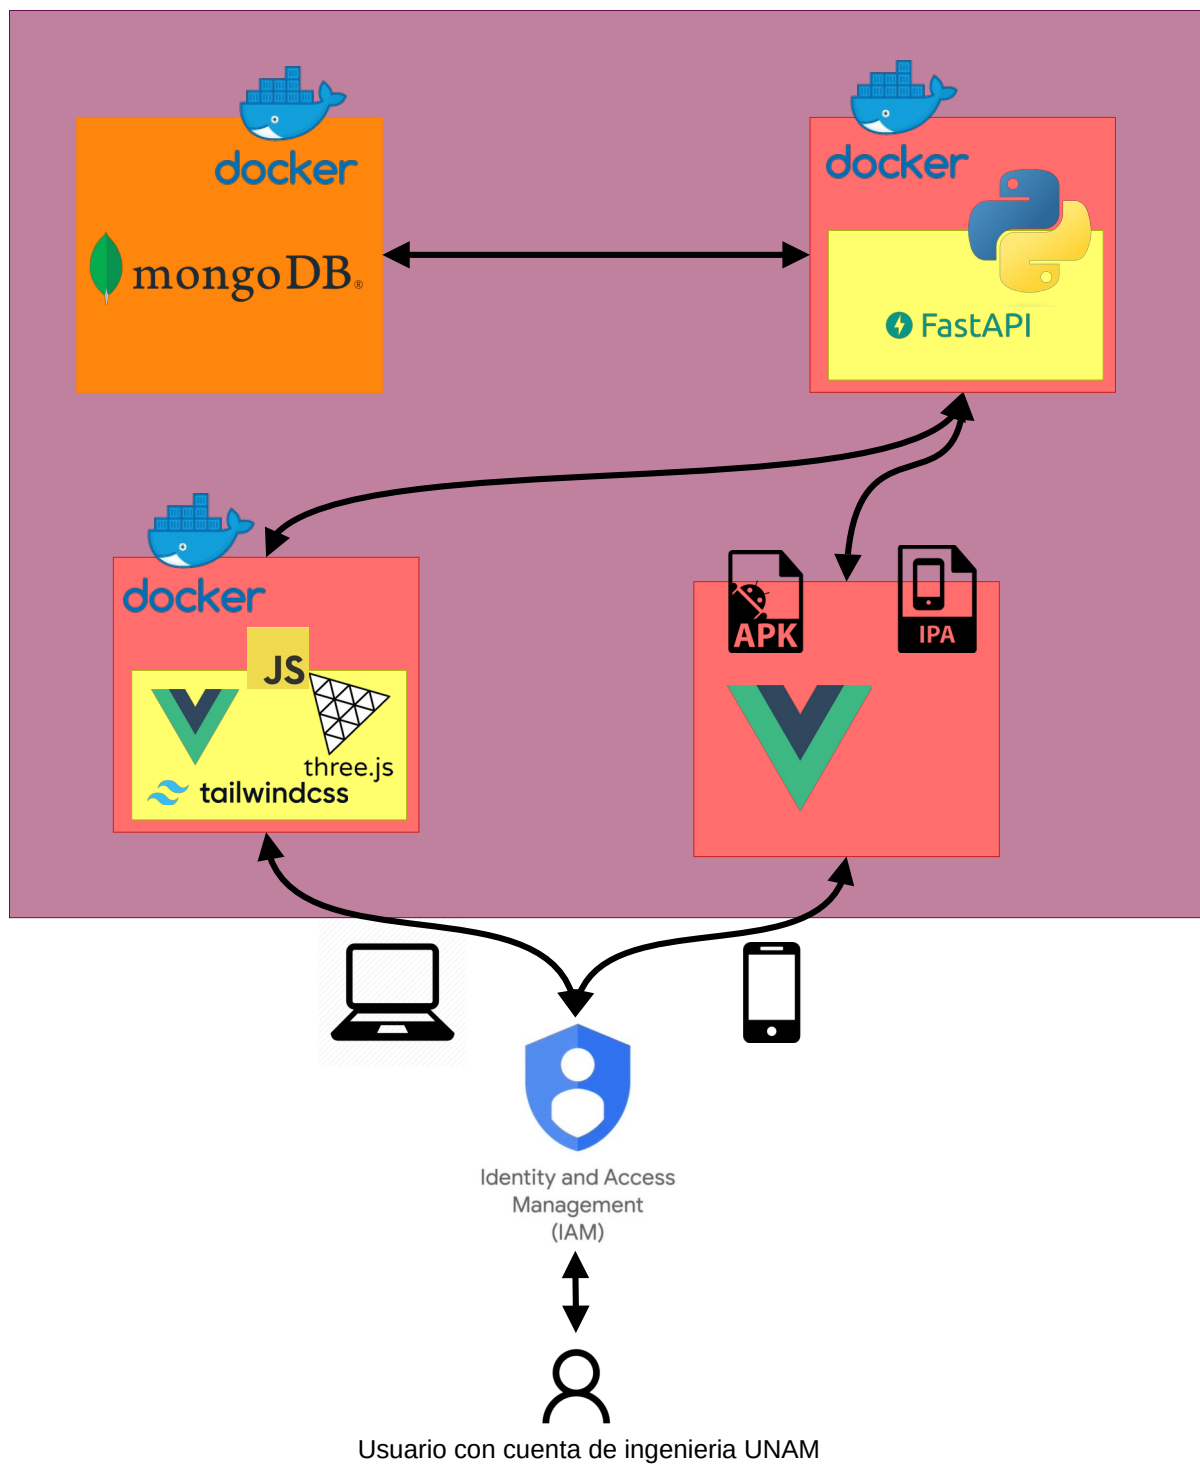 docker
mongoDB®
docker
FastAPI
docker
JS
three.js
tailwindcss
APK
IPA
Identity and Access
Management
(IAM)
Usuario con cuenta de ingenieria UNAM